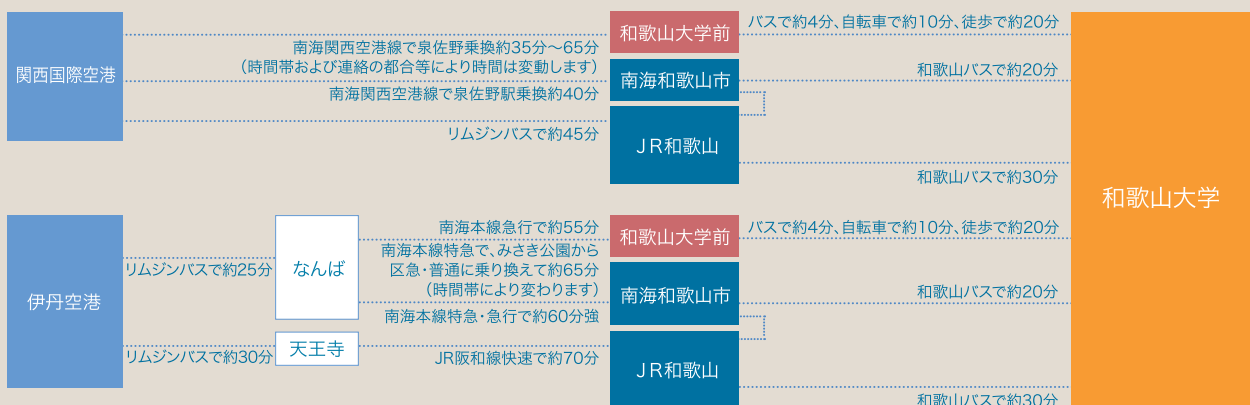 関西国際空港
南海関西空港線で泉佐野乗換約35分〜65分
（時間帯および連絡の都合等により時間は変動します）
南海関西空港線で泉佐野駅乗換約40分
リムジンバスで約45分
和歌山大学前
南海和歌山市
ＪＲ和歌山
バスで約4分、自転車で約10分、徒歩で約20分
和歌山バスで約20分
和歌山バスで約30分
和歌山大学
伊丹空港
リムジンバスで約25分
リムジンバスで約30分
なんば
天王寺
南海本線急行で約55分
南海本線特急で、みさき公園から
区急・普通に乗り換えて約65分
（時間帯により変わります）
南海本線特急・急行で約60分強
JR阪和線快速で約70分
和歌山大学前
南海和歌山市
ＪＲ和歌山
バスで約4分、自転車で約10分、徒歩で約20分
和歌山バスで約20分
和歌山バスで約30分